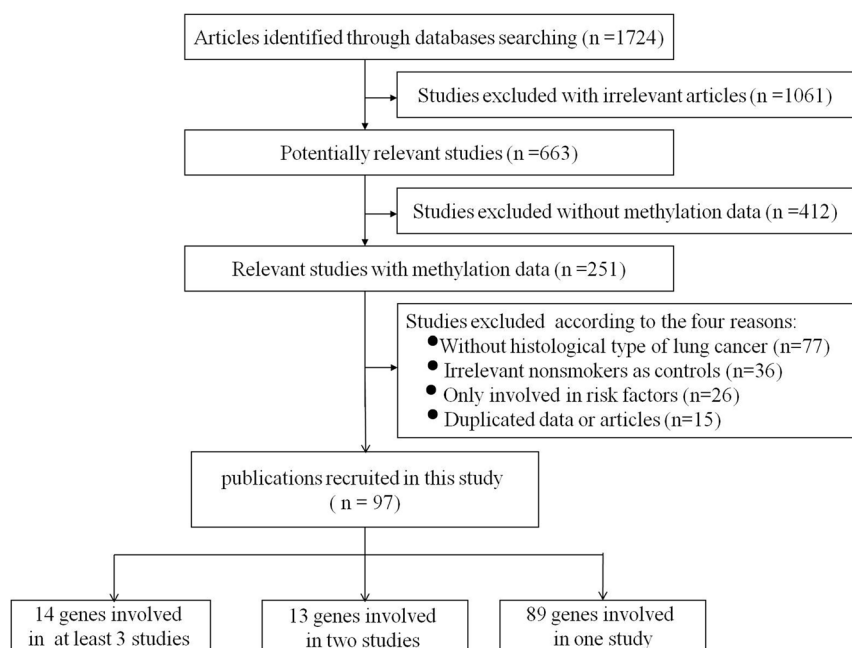 Articles identified through databases searching (n =1724)
Studies excluded with irrelevant articles (n =1061)
Potentially relevant studies (n =663)
Studies excluded without methylation data (n =412)
Relevant studies with methylation data (n =251)
Studies excluded according to the four reasons:
●Without histological type of lung cancer (n=77)
● Irrelevant nonsmokers as controls (n=36)
● Only involved in risk factors (n=26)
● Duplicated data or articles (n=15)
publications recruited in this study
( n = 97)
14 genes involved
in at least 3 studies
13 genes involved
in two studies
89 genes involved
in one study